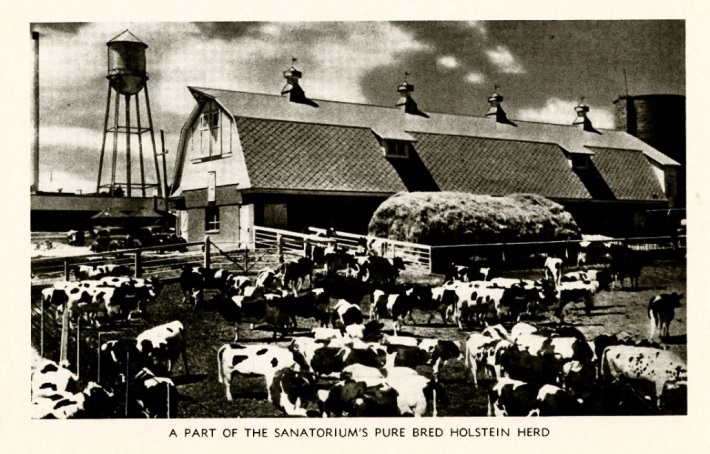 A PART OF THE SANATORIUM'S PURE BRED HOLSTEIN HERD